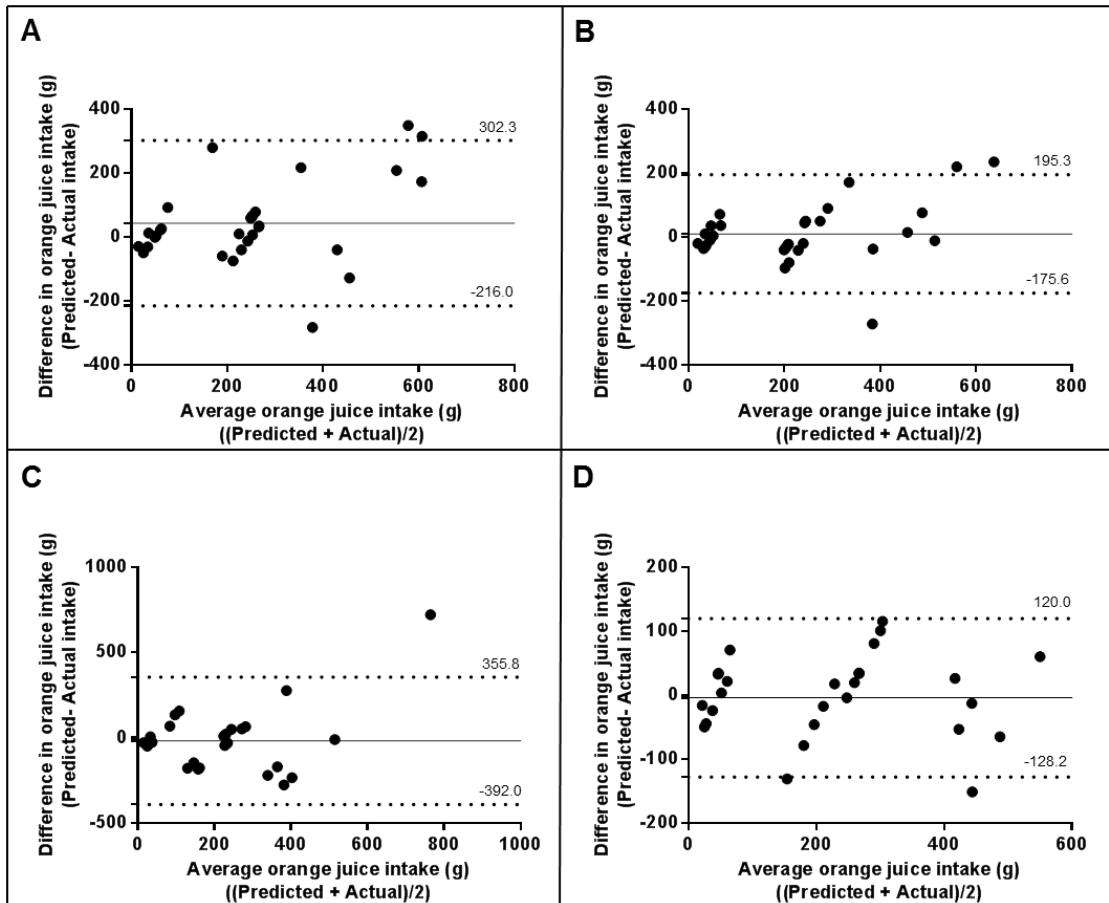 A
Difference in orange juice intake (g)
(Predicted- Actual intake)
400
200
0
-200
-400
302.3
-216.0
0
200
400
600
800
Average orange juice intake (g)
((Predicted + Actual)/2)
B
Difference in orange juice intake (g)
(Predicted- Actual intake)
400
200
0
-200
-400
195.3
-175.6
0
200
400
600
800
Average orange juice intake (g)
((Predicted + Actual)/2)
C
Difference in orange juice intake (g)
(Predicted- Actual intake)
1000
500
0
-500
355.8
-392.0
0
200
400
600
800
1000
Average orange juice intake (g)
((Predicted + Actual)/2)
D
Difference in orange juice intake (g)
(Predicted- Actual intake)
200
100
0
-100
-200
120.0
-128.2
0
200
400
600
Average orange juice intake (g)
((Predicted + Actual)/2)